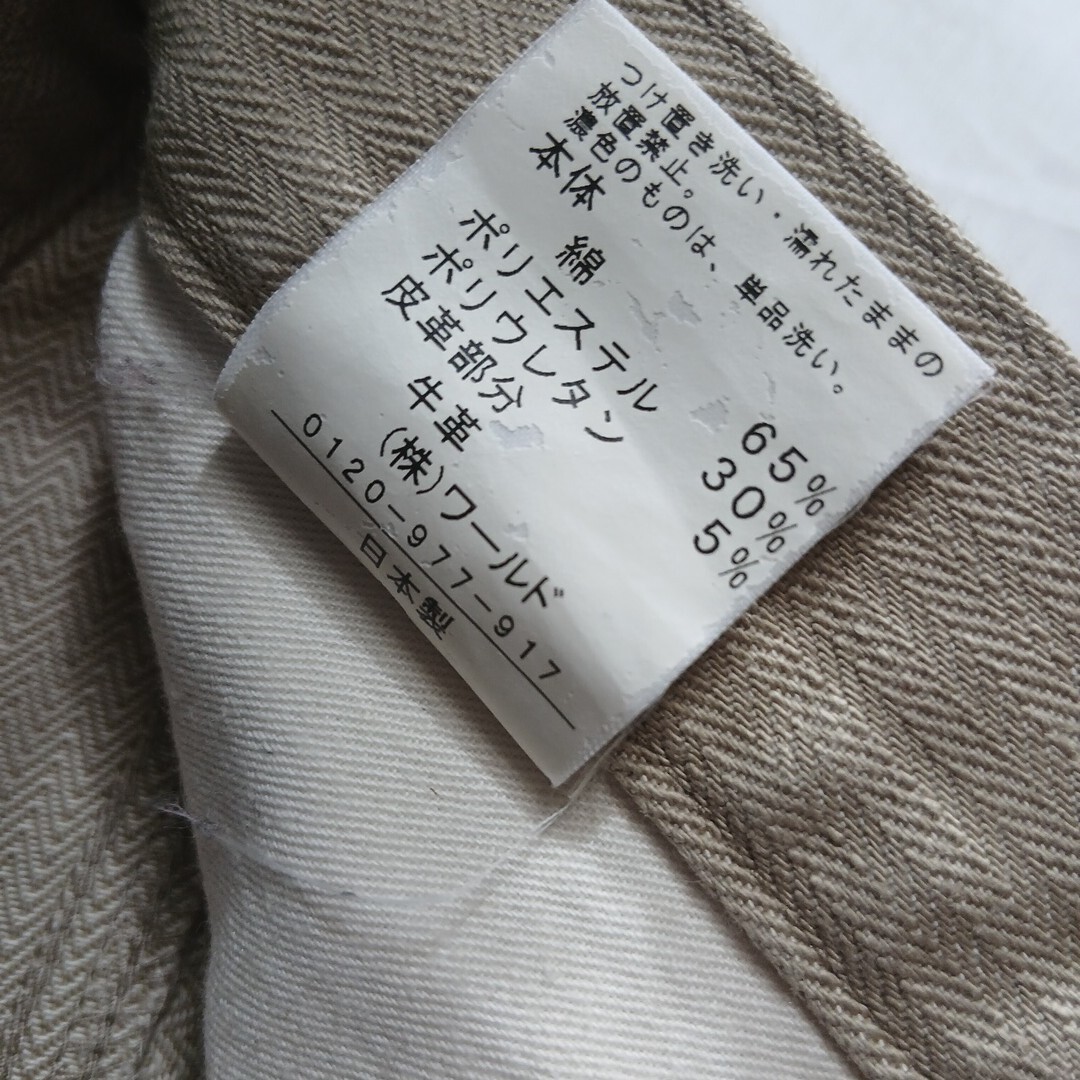 つけ置き洗い・濡れたままの
放置禁止。
濃色のものは、単品洗い。
本体
綿 65%
ポリエステル 30%
ポリウレタン 5%
皮革部分
牛革
(株)ワールド
0120-977-917
日本製